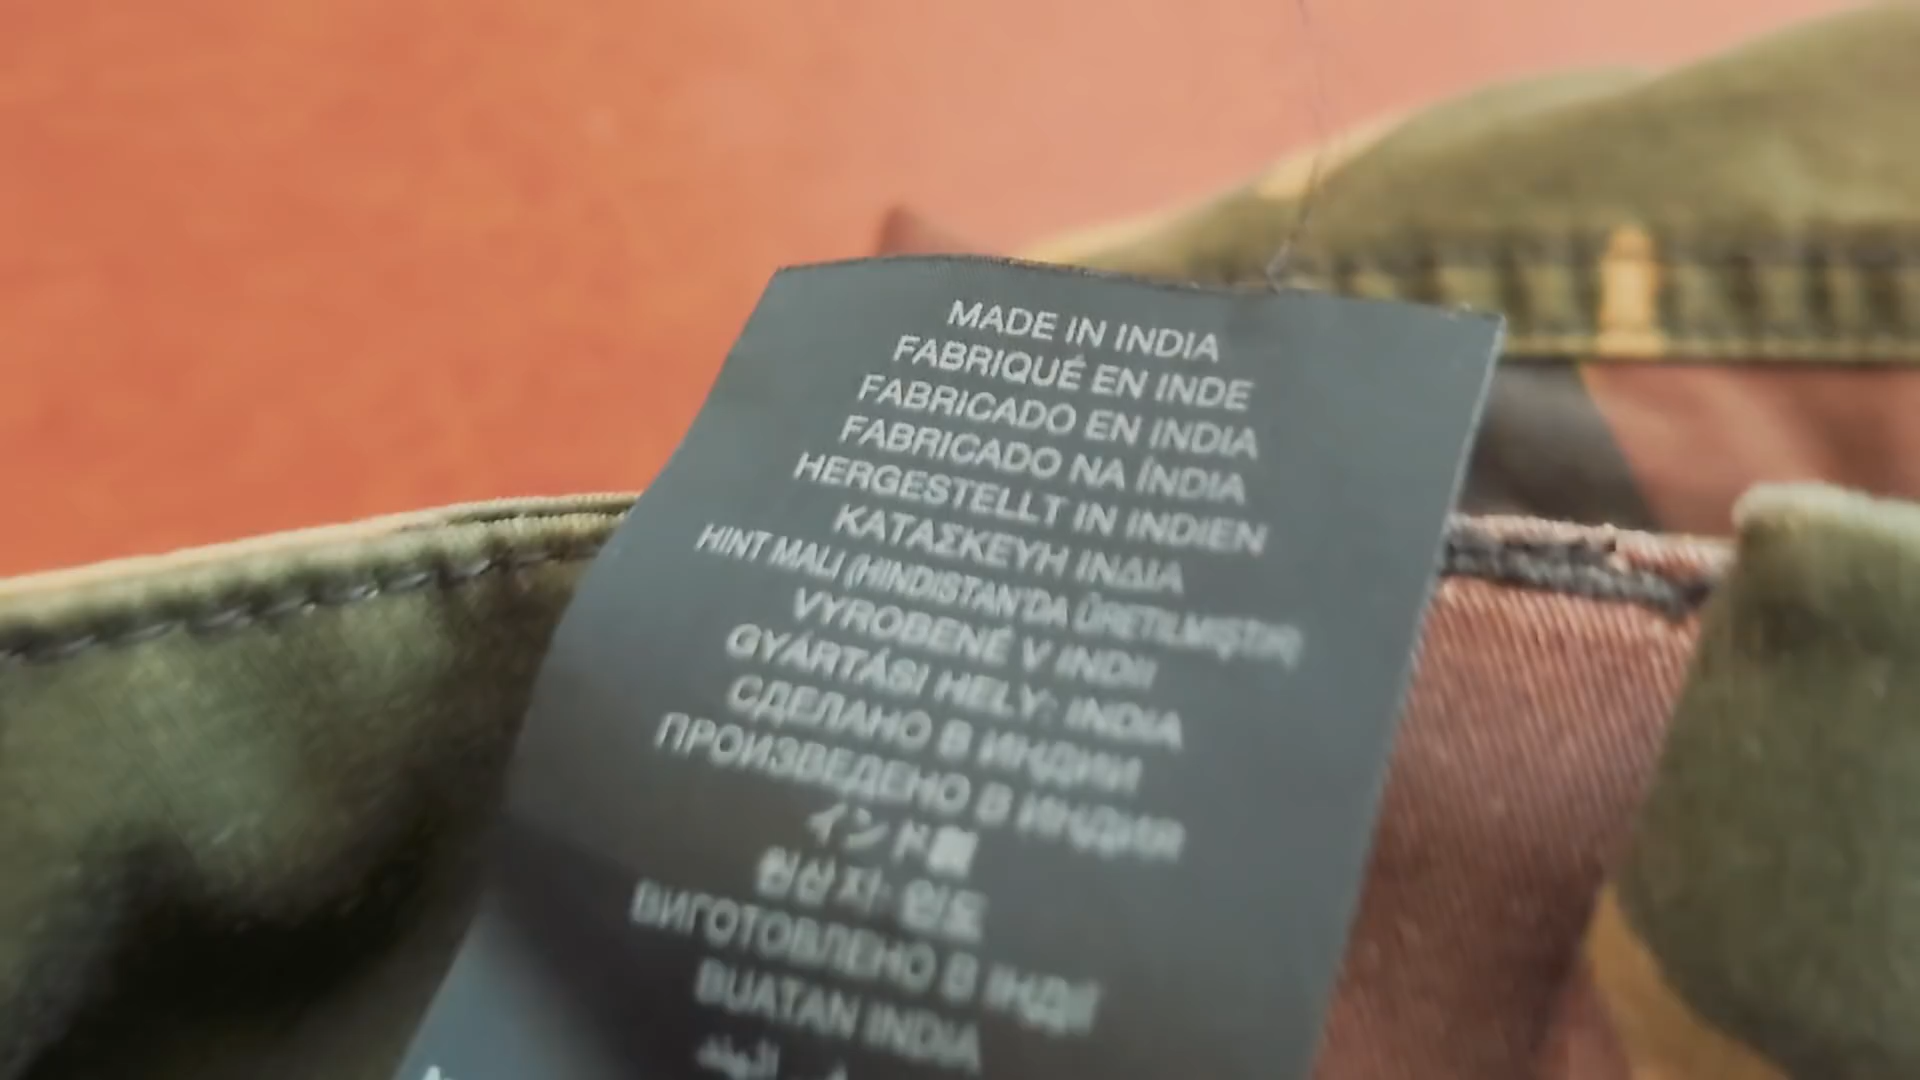 MADE IN INDIA
FABRIQUÉ EN INDE
FABRICADO EN INDIA
FABRICADO NA ÍNDIA
HERGESTELLT IN INDIEN
ΚΑΤΑΣΚΕΥΗ ΙΝΔΙΑ
HINT MALI (HINDISTAN'DA ÜRETILMIŞTIR)
VYROBENÉ V INDII
GYÁRTÁSI HELY: INDIA
СДЕЛАНО В ИНДИИ
ПРОИЗВЕДЕНО В ИНДИЯ
インド製
원산지: 인도
ВИГОТОВЛЕНО В ІНДІЇ
BUATAN INDIA